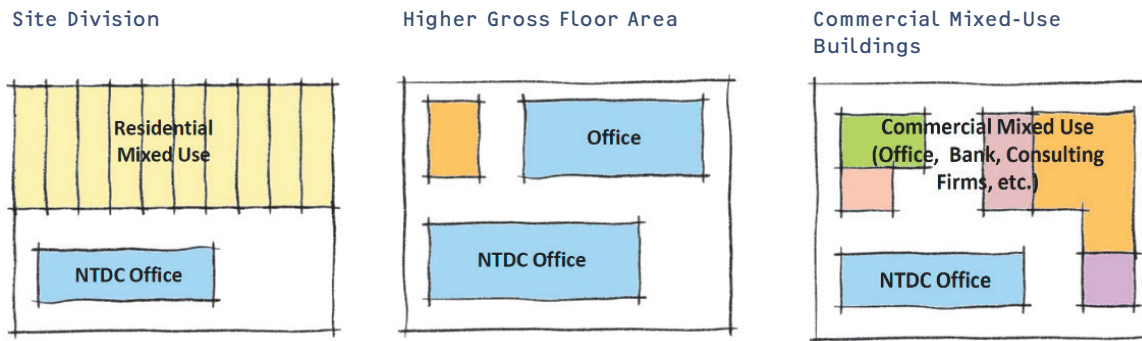 Site Division
Higher Gross Floor Area
Commercial Mixed-Use
Buildings
Residential
Mixed Use
NTDC Office
Office
NTDC Office
Commercial Mixed Use
(Office, Bank, Consulting
Firms, etc.)
NTDC Office